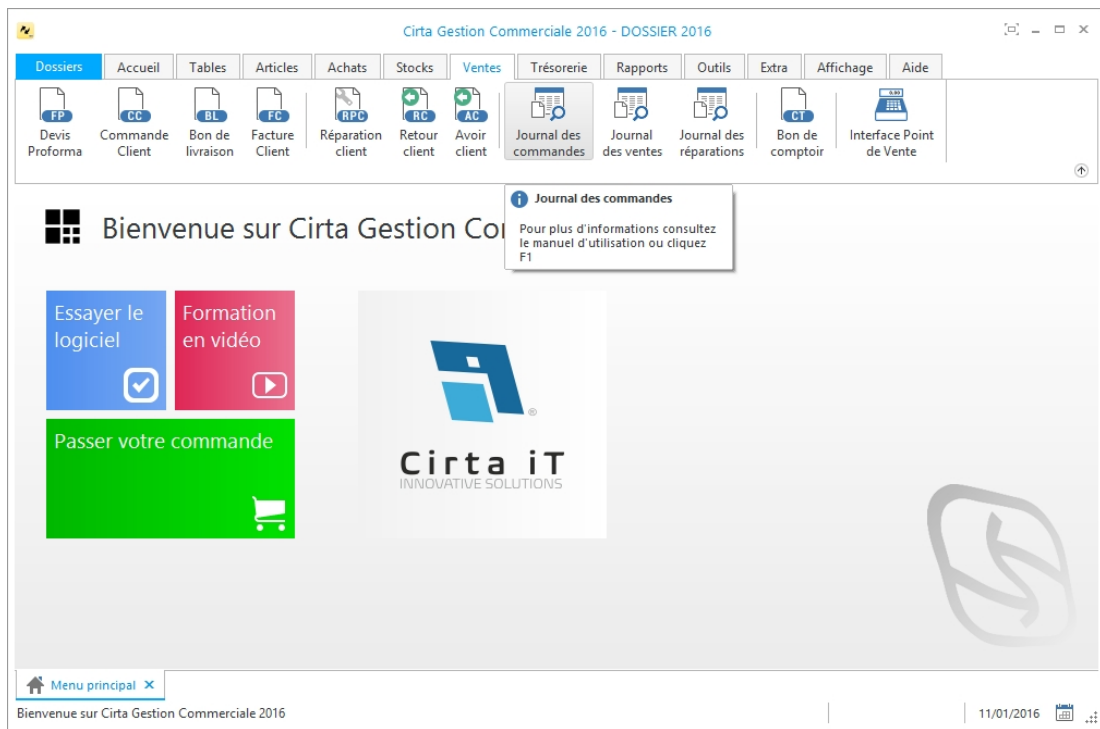 Cirta Gestion Commerciale 2016 - DOSSIER 2016
Dossiers Accueil Tables Articles Achats Stocks Ventes Trésorerie Rapports Outils Extra Affichage Aide
FP CC BL FC RPC RC AC CT 0.00
Devis Commande Bon de Facture Réparation Retour Avoir Journal des Journal Journal des Bon de Interface Point
Proforma Client livraison Client client client client commandes des ventes réparations comptoir de Vente
Journal des commandes
Bienvenue sur Cirta Gestion Co
Pour plus d'informations consultez
le manuel d'utilisation ou cliquez
F1
Essayer le
logiciel
Formation
en vidéo
Passer votre commande
®
Cirta iT
INNOVATIVE SOLUTIONS
Menu principal
Bienvenue sur Cirta Gestion Commerciale 2016
11/01/2016